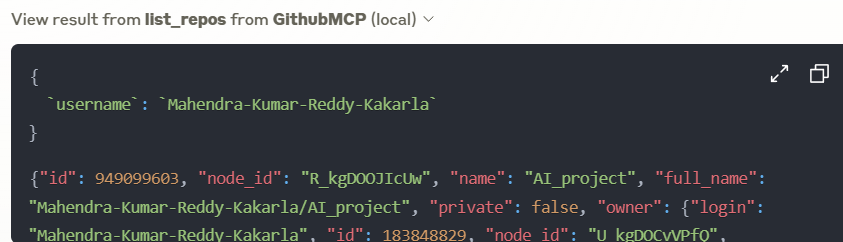 View result from list_repos from GithubMCP (local)
{
`username`: `Mahendra-Kumar-Reddy-Kakarla`
}
{"id": 949099603, "node_id": "R_kgDOOJIcUw", "name": "AI_project", "full_name":
"Mahendra-Kumar-Reddy-Kakarla/AI_project", "private": false, "owner": {"login":
"Mahendra-Kumar-Reddy-Kakarla", "id": 183848829, "node_id": "U_kgDOCvVPfQ",